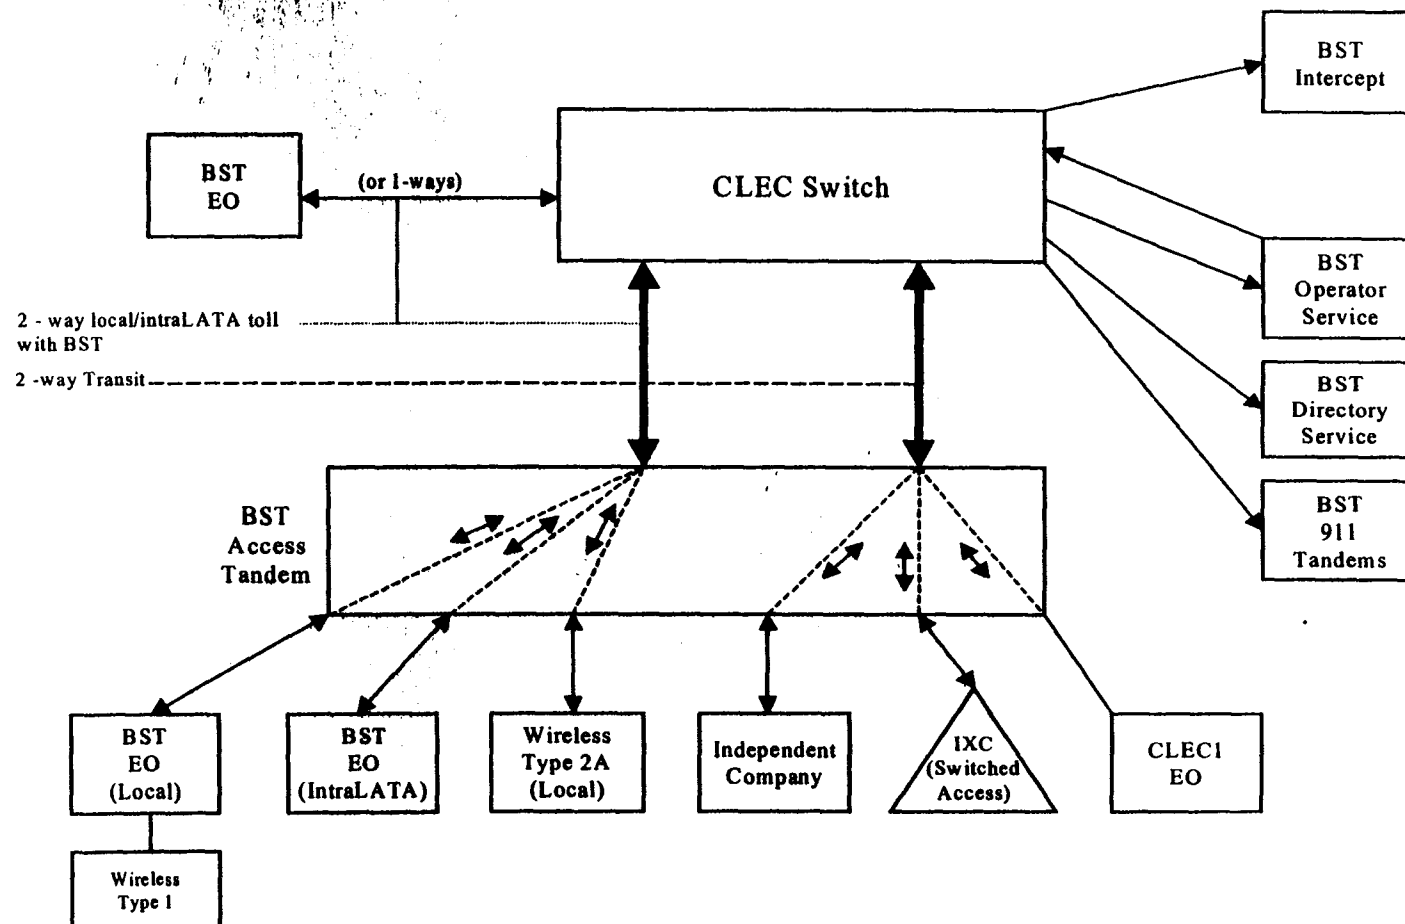 BST
Intercept
BST
EO
(or 1-ways)
CLEC Switch
BST
Operator
Service
2 - way local/intraLATA toll
with BST
2 -way Transit
BST
Directory
Service
BST
911
Tandems
BST
Access
Tandem
BST
EO
(Local)
BST
EO
(IntraLATA)
Wireless
Type 2A
(Local)
Independent
Company
IXC
(Switched
Access)
CLEC1
EO
Wireless
Type 1